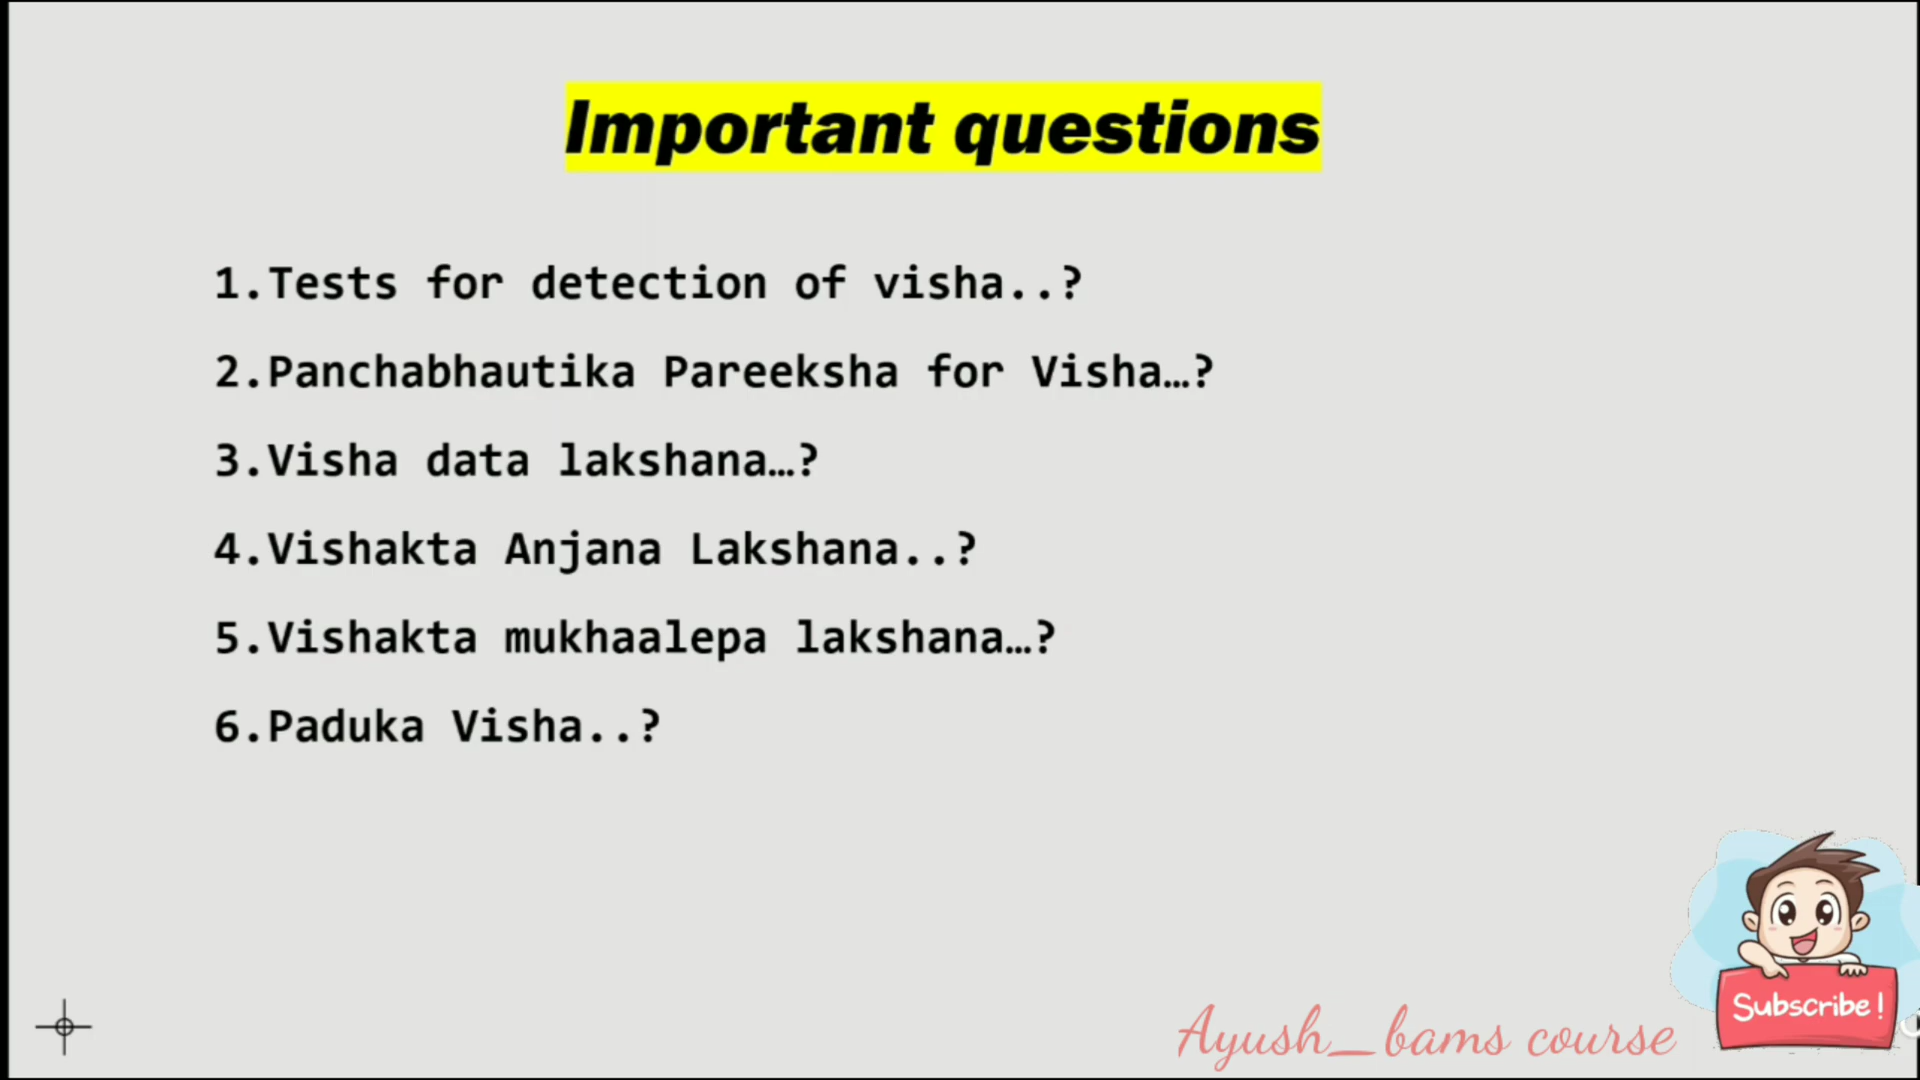 Important questions
1.Tests for detection of visha..?
2.Panchabhautika Pareeksha for Visha…?
3.Visha data lakshana…?
4.Vishakta Anjana Lakshana..?
5.Vishakta mukhaalepa lakshana…?
6.Paduka Visha..?
Subscribe!
Ayush_bams course